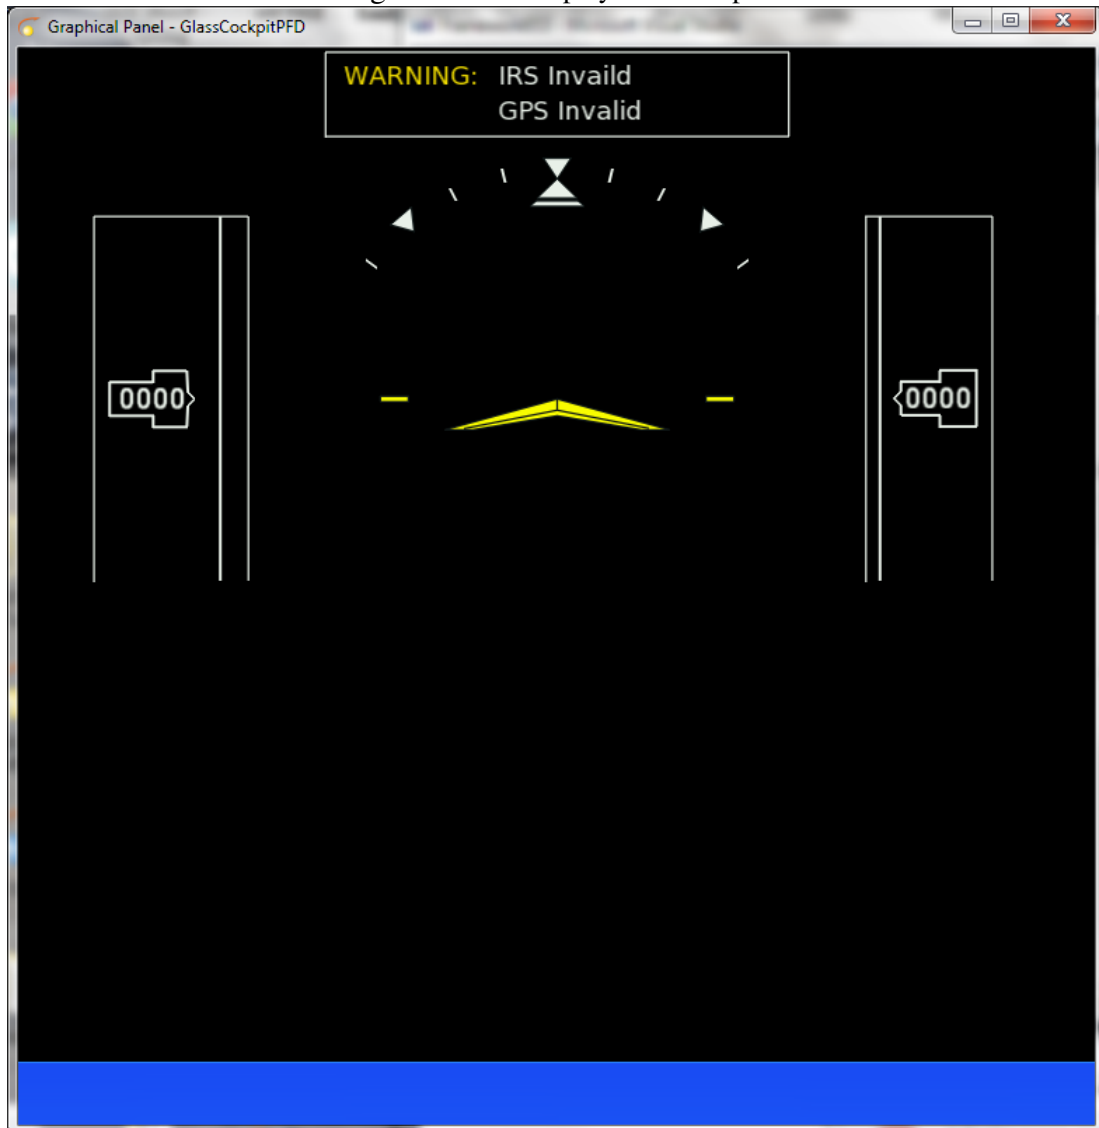 Graphical Panel - GlassCockpitPFD
WARNING: IRS Invaild
GPS Invalid
0000
0000